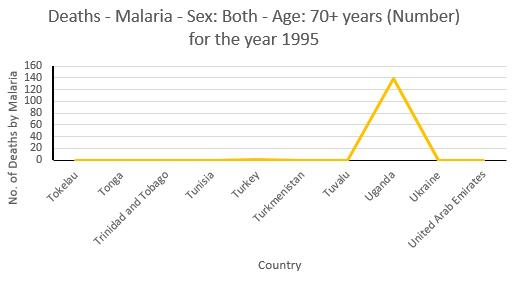 Deaths - Malaria - Sex: Both - Age: 70+ years (Number)
for the year 1995
No. of Deaths by Malaria
160
140
120
100
80
60
40
20
0
Tokelau
Tonga
Trinidad and Tobago
Tunisia
Turkey
Turkmenistan
Tuvalu
Uganda
Ukraine
United Arab Emirates
Country